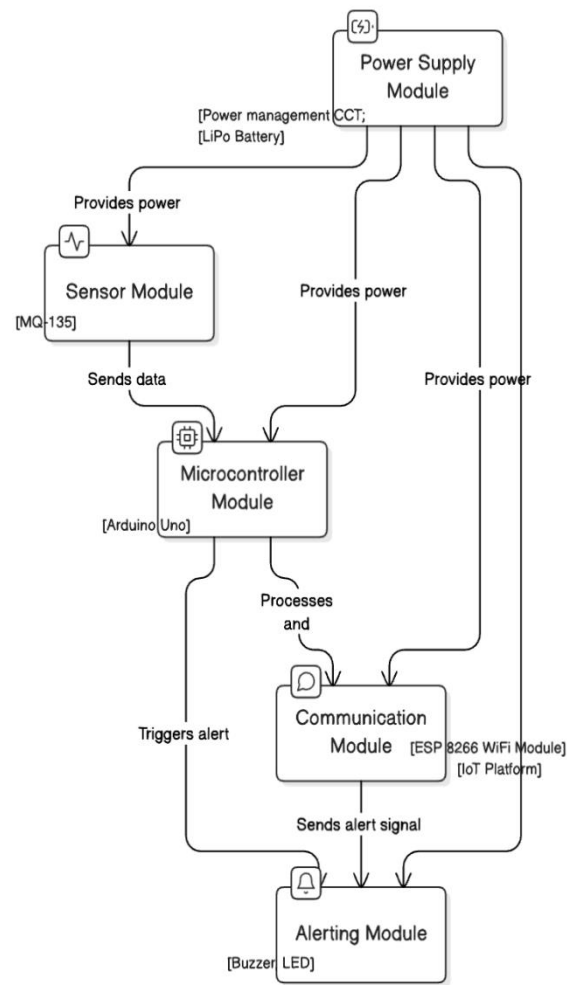 Power Supply
Module
[Power management CCT;
[LiPo Battery]
Provides power
Sensor Module
[MQ-135]
Provides power
Sends data
Provides power
Microcontroller
Module
[Arduino Uno]
Processes
and
Communication
Module
[ESP 8266 WiFi Module]
[IoT Platform]
Triggers alert
Sends alert signal
Alerting Module
[Buzzer LED]